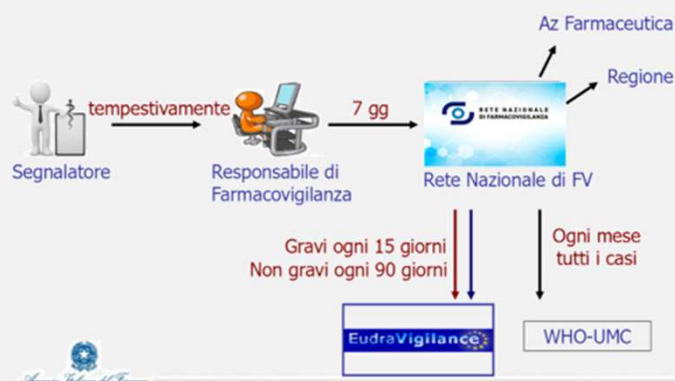 Az Farmaceutica
Regione
tempestivamente
7 gg
RETE NAZIONALE
DI FARMACOVIGILANZA
Segnalatore
Responsabile di
Farmacovigilanza
Rete Nazionale di FV
Gravi ogni 15 giorni
Non gravi ogni 90 giorni
Ogni mese
tutti i casi
EudraVigilance
WHO-UMC